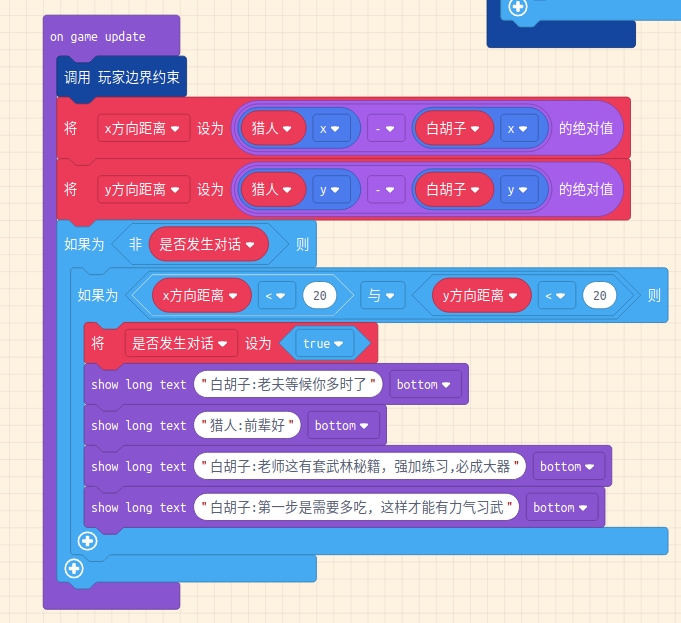 on game update
调用 玩家边界约束
将 x方向距离 设为 猎人 x - 白胡子 x 的绝对值
将 y方向距离 设为 猎人 y - 白胡子 y 的绝对值
如果为 非 是否发生对话 则
如果为 x方向距离 < 20 与 y方向距离 < 20 则
将 是否发生对话 设为 true
show long text "白胡子:老夫等候你多时了" bottom
show long text "猎人:前辈好" bottom
show long text "白胡子:老师这有套武林秘籍，强加练习,必成大器" bottom
show long text "白胡子:第一步是需要多吃，这样才能有力气习武" bottom